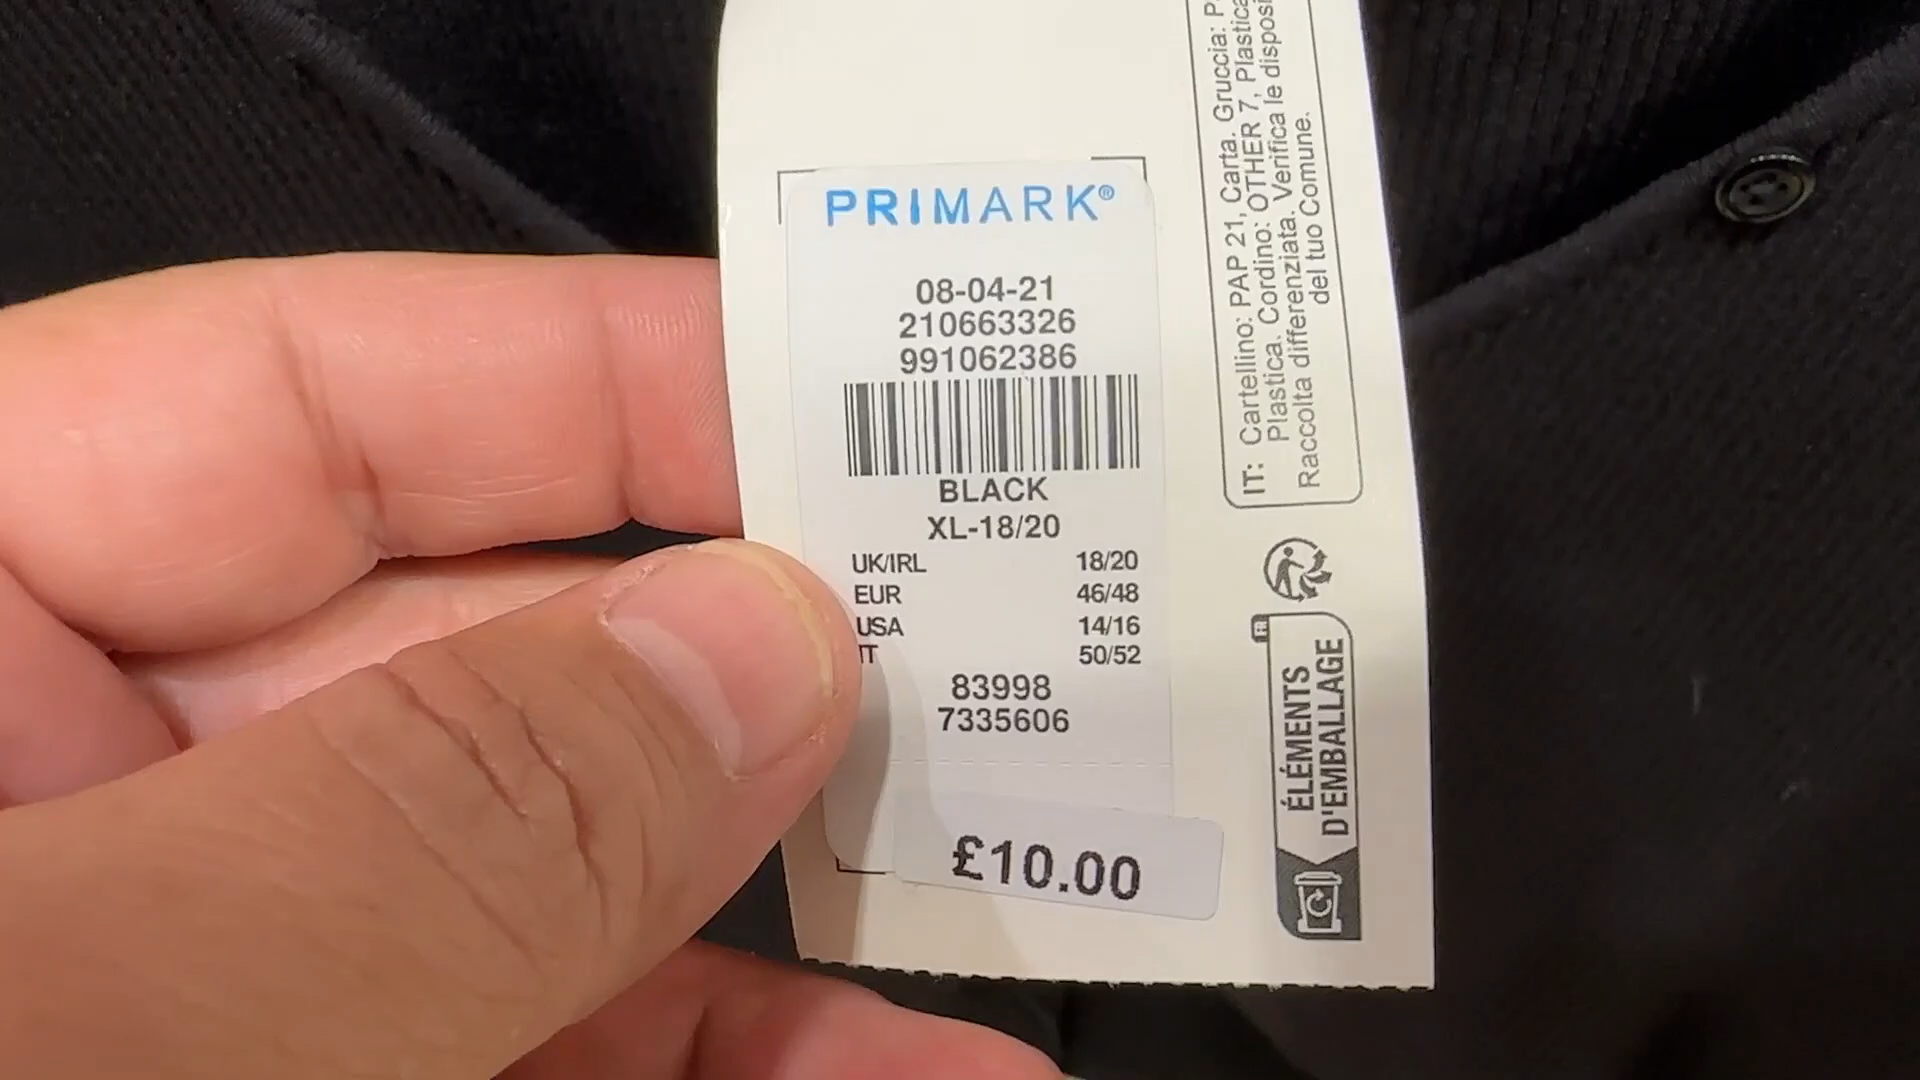 PRIMARK®
08-04-21
210663326
991062386
BLACK
XL-18/20
UK/IRL 18/20
EUR 46/48
USA 14/16
IT 50/52
83998
7335606
£10.00
IT: Cartellino: PAP 21, Carta. Gruccia:
Plastica. Cordino: OTHER 7, Plastica
Raccolta differenziata. Verifica le
del tuo Comune.
FR
ÉLÉMENTS
D'EMBALLAGE